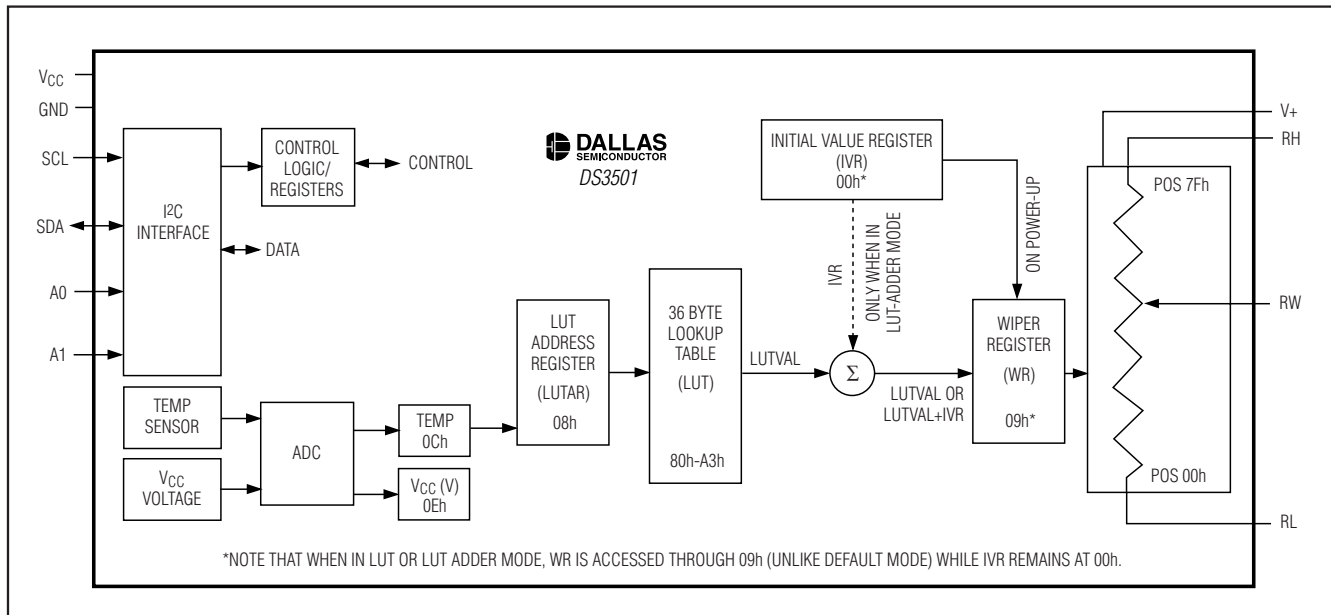 VCC
GND
SCL
SDA
A0
A1
I2C
INTERFACE
CONTROL
LOGIC/
REGISTERS
CONTROL
DATA
DALLAS
SEMICONDUCTOR
DS3501
INITIAL VALUE REGISTER
(IVR)
00h*
IVR
ONLY WHEN IN
LUT-ADDER MODE
ON POWER-UP
TEMP
SENSOR
VCC
VOLTAGE
ADC
TEMP
0Ch
VCC (V)
0Eh
LUT
ADDRESS
REGISTER
(LUTAR)
08h
36 BYTE
LOOKUP
TABLE
(LUT)
80h-A3h
LUTVAL
Σ
LUTVAL OR
LUTVAL+IVR
WIPER
REGISTER
(WR)
09h*
POS 7Fh
POS 00h
V+
RH
RW
RL
*NOTE THAT WHEN IN LUT OR LUT ADDER MODE, WR IS ACCESSED THROUGH 09h (UNLIKE DEFAULT MODE) WHILE IVR REMAINS AT 00h.